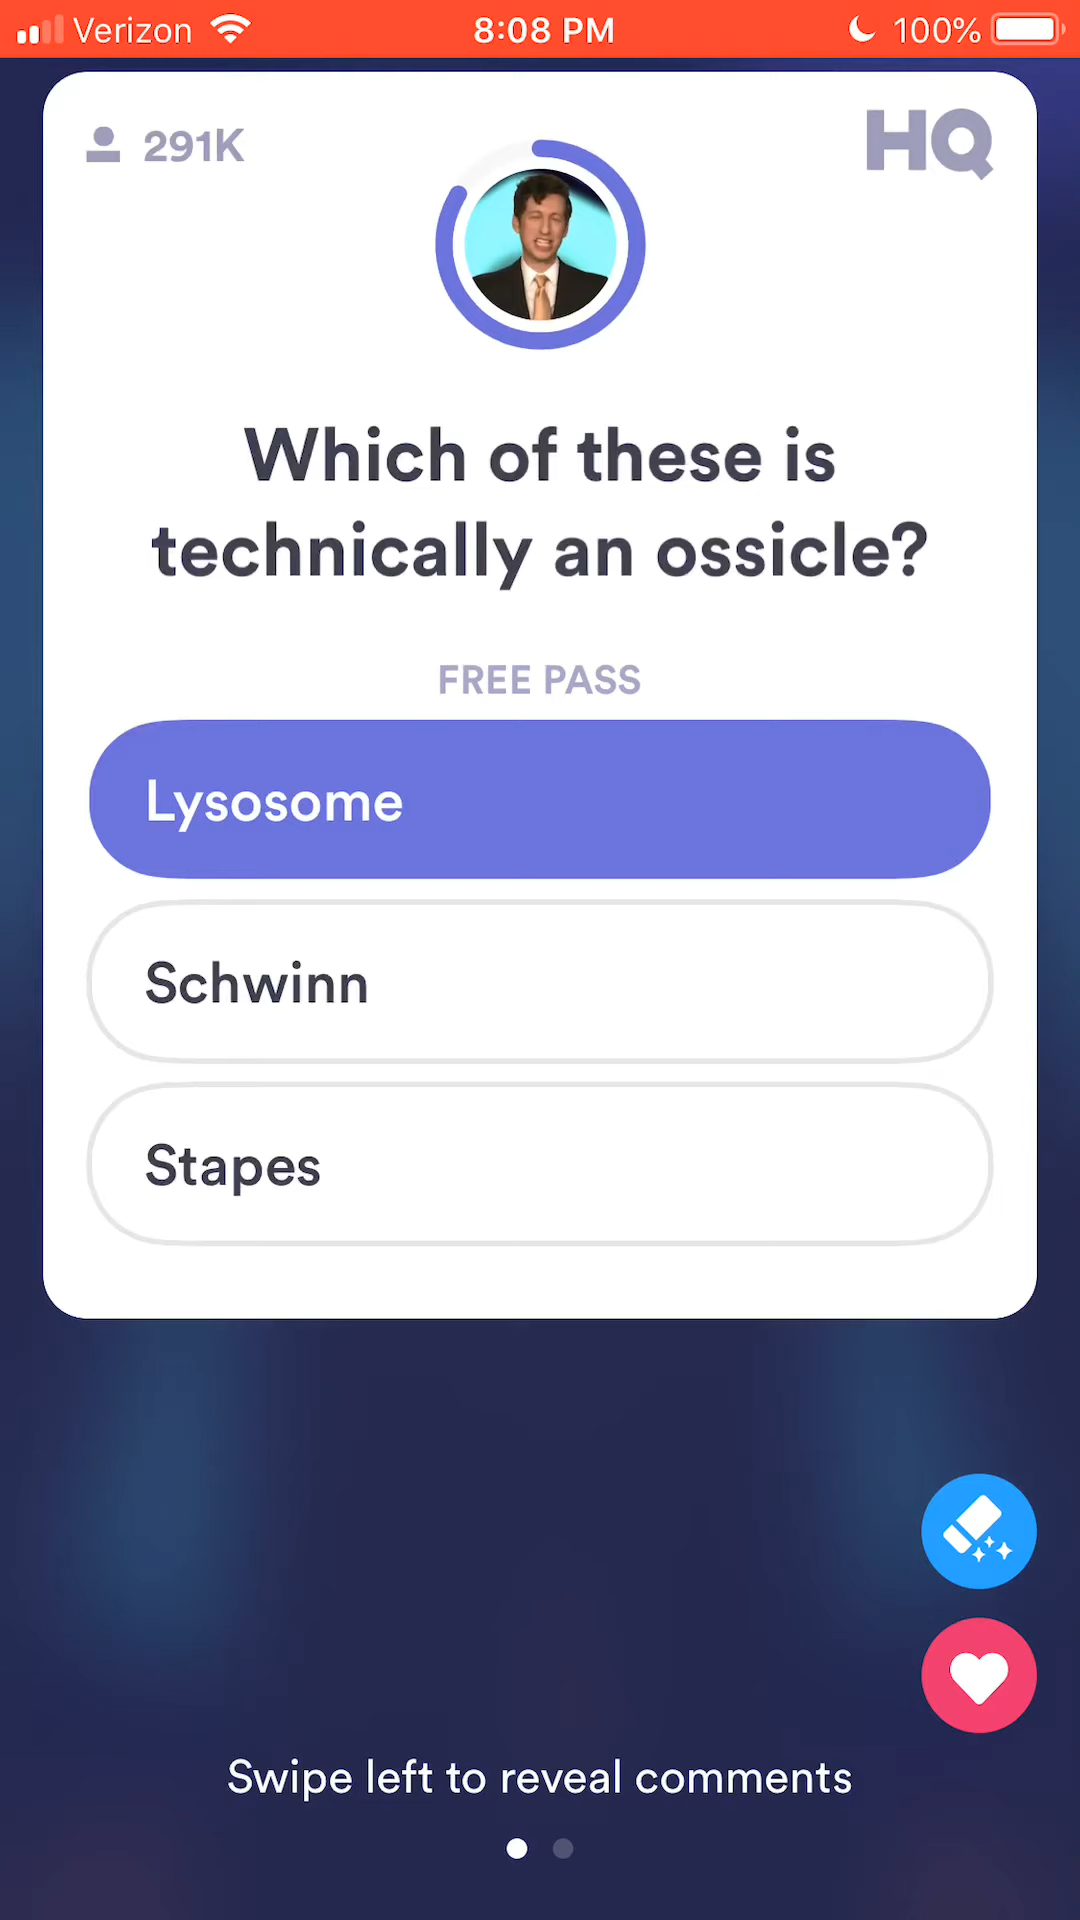 Verizon 8:08 PM 100%
291K HQ
Which of these is
technically an ossicle?
FREE PASS
Lysosome
Schwinn
Stapes
Swipe left to reveal comments